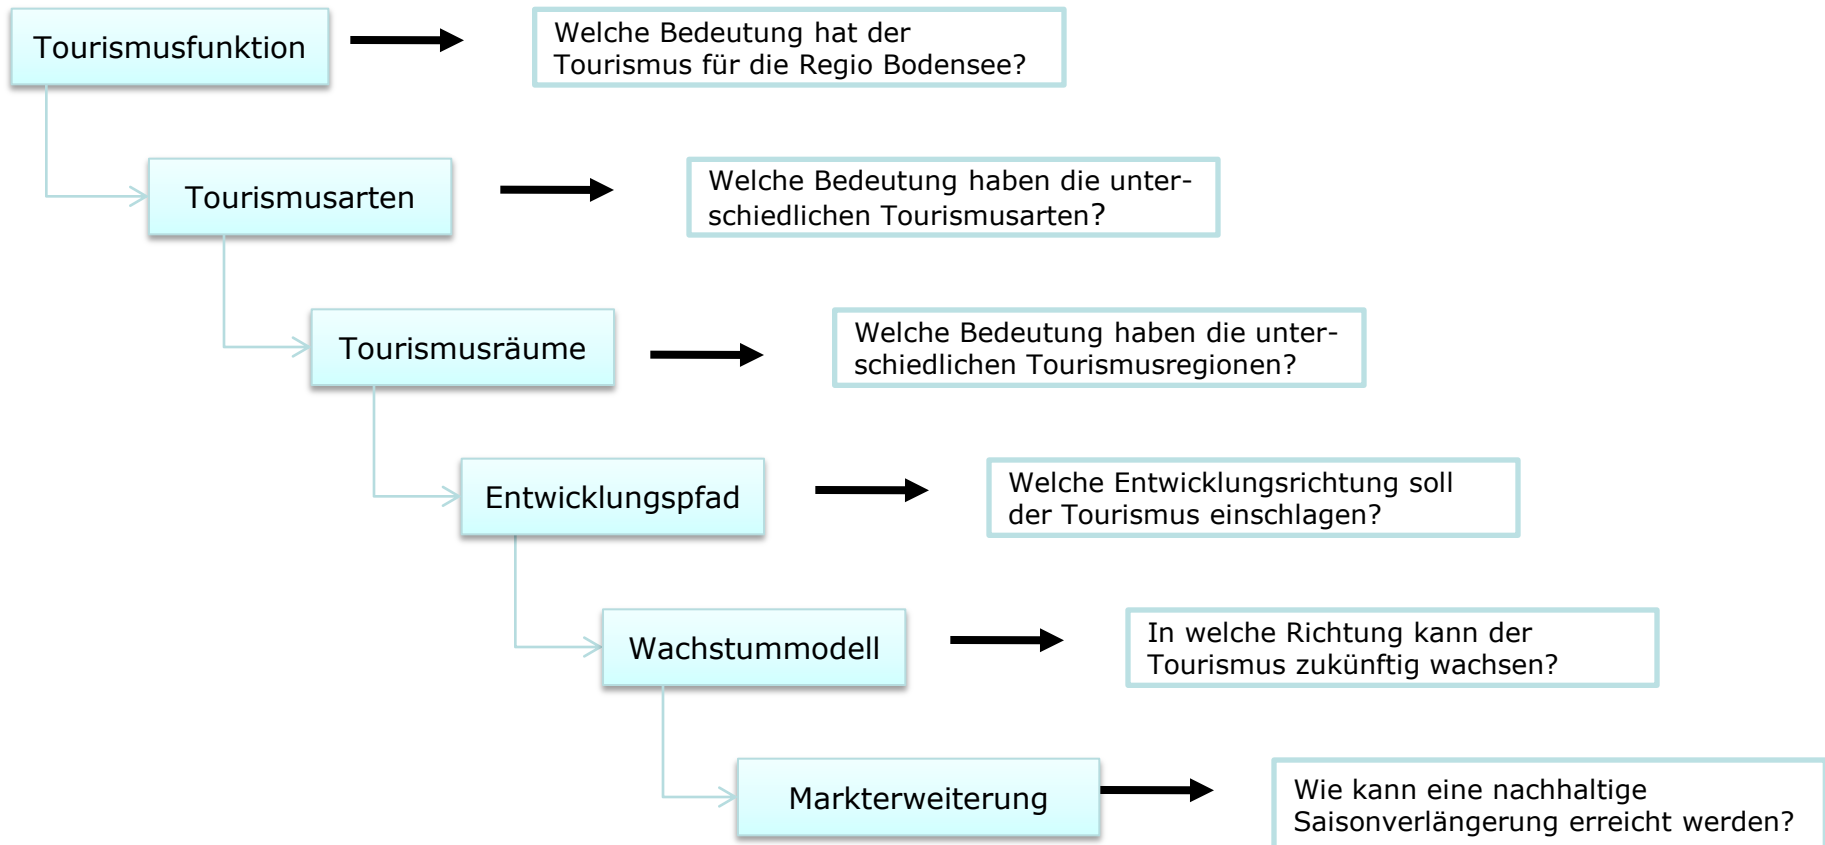 Tourismusfunktion
Welche Bedeutung hat der
Tourismus für die Regio Bodensee?
Tourismusarten
Welche Bedeutung haben die unter-
schiedlichen Tourismusarten?
Tourismusräume
Welche Bedeutung haben die unter-
schiedlichen Tourismusregionen?
Entwicklungspfad
Welche Entwicklungsrichtung soll
der Tourismus einschlagen?
Wachstummodell
In welche Richtung kann der
Tourismus zukünftig wachsen?
Markterweiterung
Wie kann eine nachhaltige
Saisonverlängerung erreicht werden?